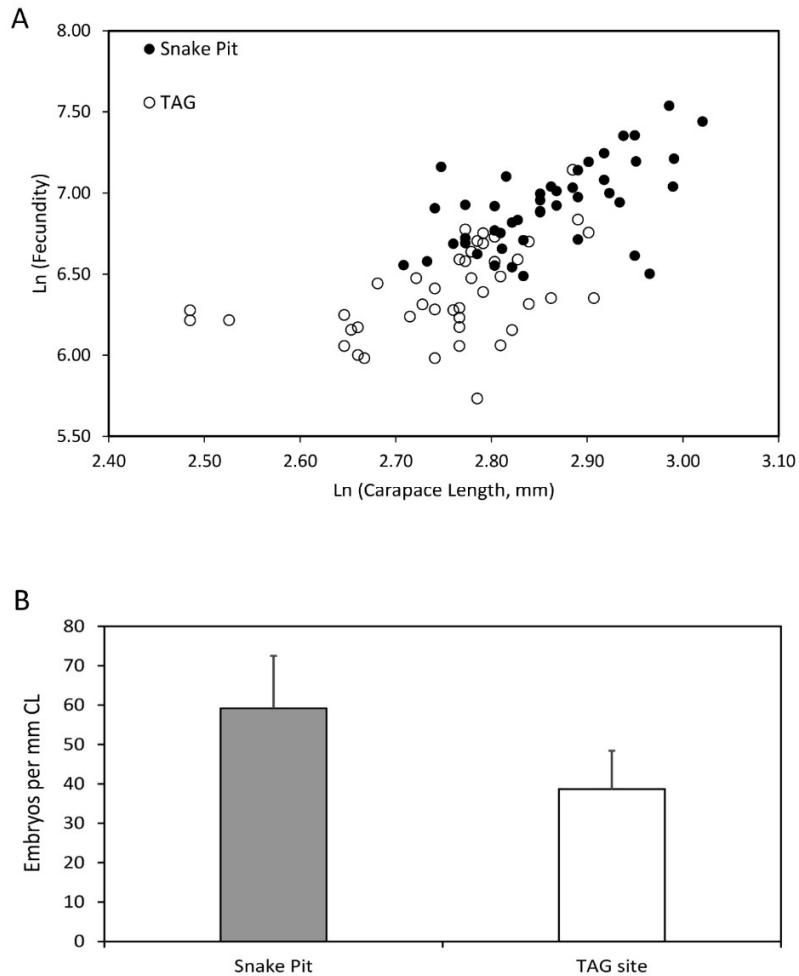 A
8.00
Snake Pit
TAG
7.50
7.00
6.50
6.00
5.50
Ln (Fecundity)
2.40 2.50 2.60 2.70 2.80 2.90 3.00 3.10
Ln (Carapace Length, mm)
B
80
70
60
50
40
30
20
10
0
Embryos per mm CL
Snake Pit TAG site